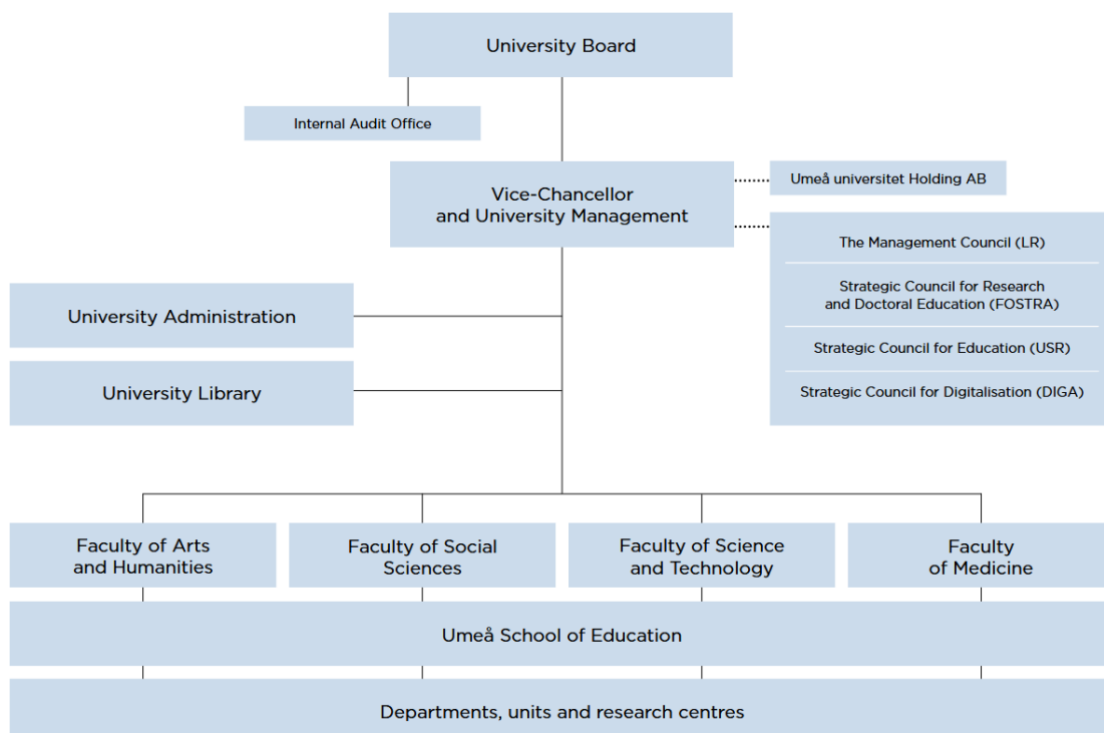 University Board
Internal Audit Office
Vice-Chancellor
and University Management
Umeå universitet Holding AB
The Management Council (LR)
Strategic Council for Research
and Doctoral Education (FOSTRA)
Strategic Council for Education (USR)
Strategic Council for Digitalisation (DIGA)
University Administration
University Library
Faculty of Arts
and Humanities
Faculty of Social
Sciences
Faculty of Science
and Technology
Faculty
of Medicine
Umeå School of Education
Departments, units and research centres